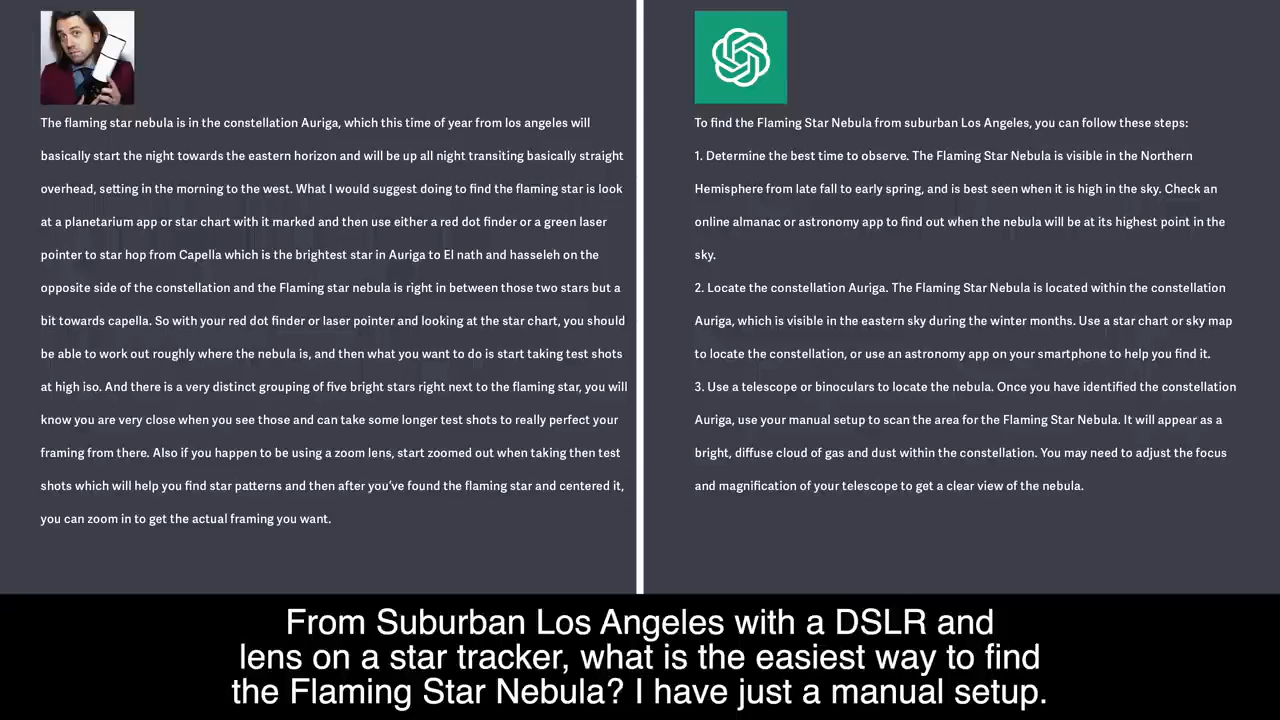 The flaming star nebula is in the constellation Auriga, which this time of year from los angeles will
basically start the night towards the eastern horizon and will be up all night transiting basically straight
overhead, setting in the morning to the west. What I would suggest doing to find the flaming star is look
at a planetarium app or star chart with it marked and then use either a red dot finder or a green laser
pointer to star hop from Capella which is the brightest star in Auriga to El nath and hasseleh on the
opposite side of the constellation and the Flaming star nebula is right in between those two stars but a
bit towards capella. So with your red dot finder or laser pointer and looking at the star chart, you should
be able to work out roughly where the nebula is, and then what you want to do is start taking test shots
at high iso. And there is a very distinct grouping of five bright stars right next to the flaming star, you will
know you are very close when you see those and can take some longer test shots to really perfect your
framing from there. Also if you happen to be using a zoom lens, start zoomed out when taking then test
shots which will help you find star patterns and then after you've found the flaming star and centered it,
you can zoom in to get the actual framing you want.
To find the Flaming Star Nebula from suburban Los Angeles, you can follow these steps:
1. Determine the best time to observe. The Flaming Star Nebula is visible in the Northern
Hemisphere from late fall to early spring, and is best seen when it is high in the sky. Check an
online almanac or astronomy app to find out when the nebula will be at its highest point in the
sky.
2. Locate the constellation Auriga. The Flaming Star Nebula is located within the constellation
Auriga, which is visible in the eastern sky during the winter months. Use a star chart or sky map
to locate the constellation, or use an astronomy app on your smartphone to help you find it.
3. Use a telescope or binoculars to locate the nebula. Once you have identified the constellation
Auriga, use your manual setup to scan the area for the Flaming Star Nebula. It will appear as a
bright, diffuse cloud of gas and dust within the constellation. You may need to adjust the focus
and magnification of your telescope to get a clear view of the nebula.
From Suburban Los Angeles with a DSLR and
lens on a star tracker, what is the easiest way to find
the Flaming Star Nebula? I have just a manual setup.